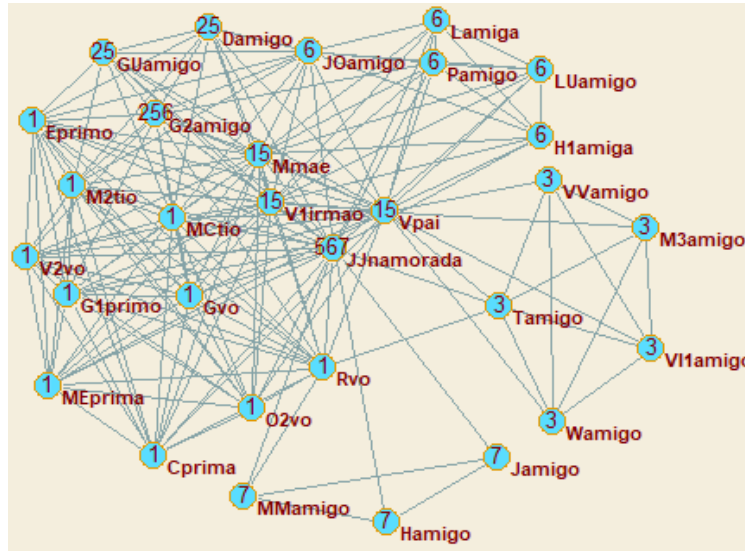 25 Damigo
6 Lamiga
25 GUamigo
6 JOamigo
6 Pamigo
6 LUamigo
1 Eprimo
256 G2amigo
6 H1amiga
15 Mmae
1 M2tio
3 VVamigo
15 V1irmao
15 Vpai
1 MCtio
3 M3amigo
567 JJnamorada
1 V2vo
1 G1primo
1 Gvo
3 Tamigo
3 VI1amigo
1 Rvo
1 MEprima
1 O2vo
3 Wamigo
1 Cprima
7 Jamigo
7 MMamigo
7 Hamigo